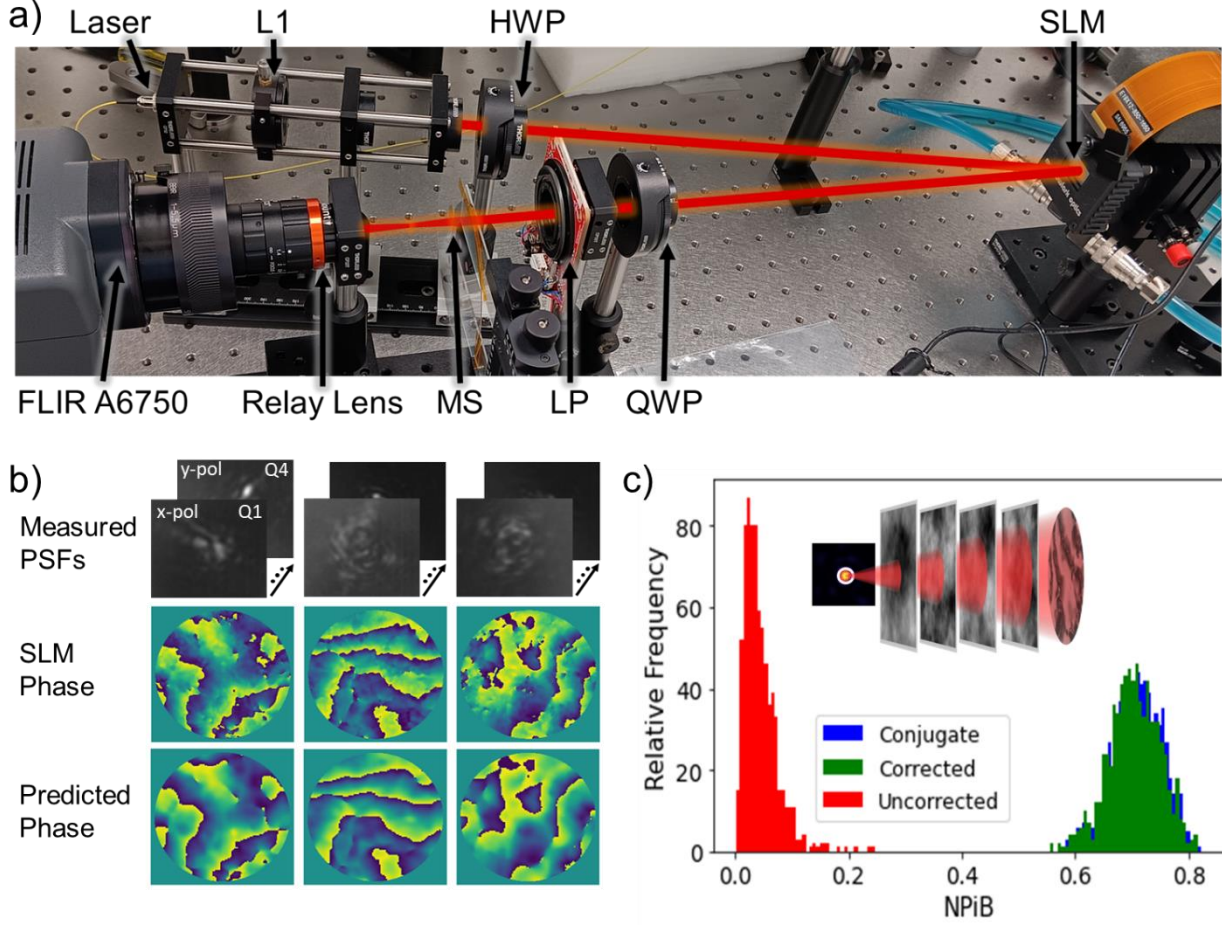 a)
Laser
L1
HWP
SLM
FLIR A6750
Relay Lens
MS
LP
QWP
b)
y-pol
Q4
x-pol
Q1
Measured
PSFs
SLM
Phase
Predicted
Phase
c)
Relative Frequency
80
60
40
20
0
Conjugate
Corrected
Uncorrected
0.0
0.2
0.4
0.6
0.8
NPiB